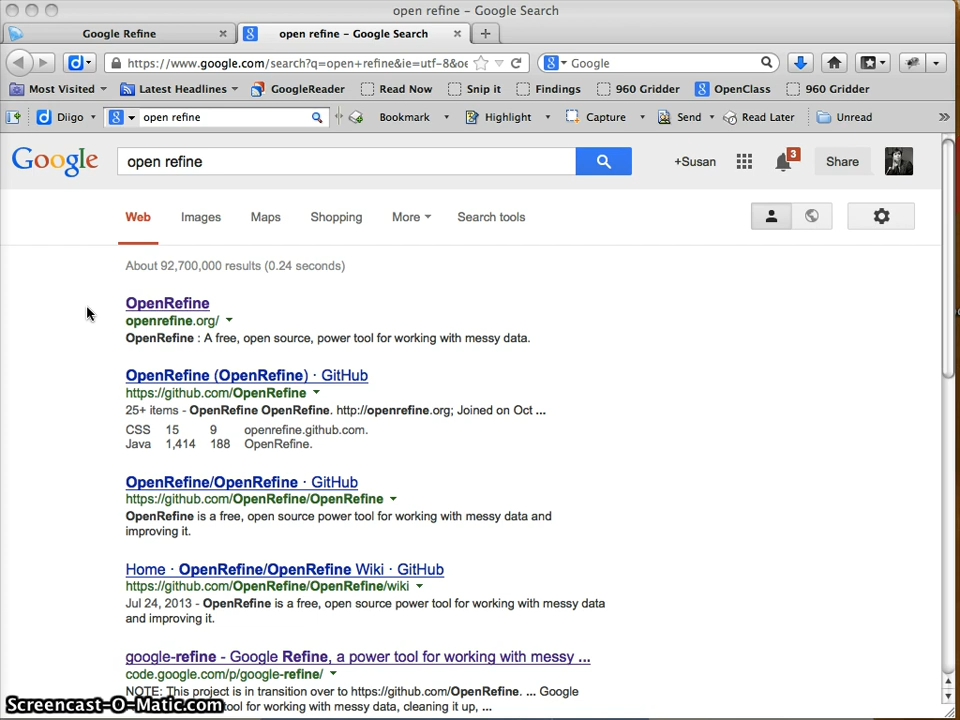 open refine – Google Search
Google Refine × open refine – Google Search × +
https://www.google.com/search?q=open+refine&ie=utf-8&oe Google
Most Visited Latest Headlines GoogleReader Read Now Snip it Findings 960 Gridder OpenClass 960 Gridder
Diigo open refine Bookmark Highlight Capture Send Read Later Unread »
Google open refine +Susan 3 Share
Web Images Maps Shopping More Search tools
About 92,700,000 results (0.24 seconds)
OpenRefine
openrefine.org/
OpenRefine : A free, open source, power tool for working with messy data.
OpenRefine (OpenRefine) · GitHub
https://github.com/OpenRefine
25+ items - OpenRefine OpenRefine. http://openrefine.org; Joined on Oct ...
CSS 15 9 openrefine.github.com.
Java 1,414 188 OpenRefine.
OpenRefine/OpenRefine · GitHub
https://github.com/OpenRefine/OpenRefine
OpenRefine is a free, open source power tool for working with messy data and
improving it.
Home · OpenRefine/OpenRefine Wiki · GitHub
https://github.com/OpenRefine/OpenRefine/wiki
Jul 24, 2013 - OpenRefine is a free, open source power tool for working with messy data
and improving it.
google-refine - Google Refine, a power tool for working with messy ...
code.google.com/p/google-refine/
NOTE: This project is in transition over to https://github.com/OpenRefine. ... Google
tool for working with messy data, cleaning it up, ...
Screencast-O-Matic.com